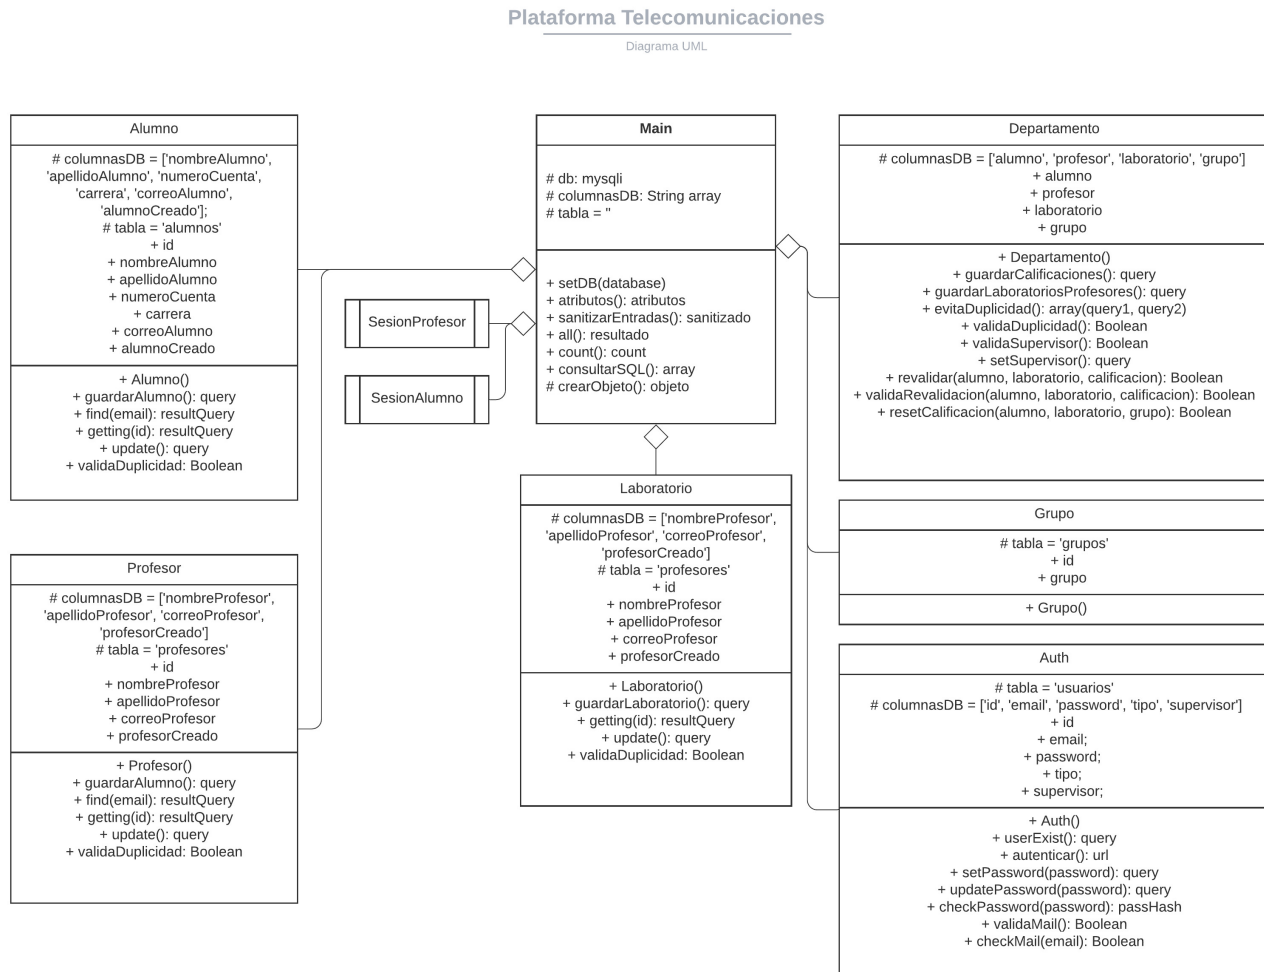 Plataforma Telecomunicaciones
Diagrama UML
Alumno
# columnasDB = ['nombreAlumno',
'apellidoAlumno', 'numeroCuenta',
'carrera', 'correoAlumno',
'alumnoCreado'];
# tabla = 'alumnos'
+ id
+ nombreAlumno
+ apellidoAlumno
+ numeroCuenta
+ carrera
+ correoAlumno
+ alumnoCreado
+ Alumno()
+ guardarAlumno(): query
+ find(email): resultQuery
+ getting(id): resultQuery
+ update(): query
+ validaDuplicidad: Boolean
Profesor
# columnasDB = ['nombreProfesor',
'apellidoProfesor', 'correoProfesor',
'profesorCreado']
# tabla = 'profesores'
+ id
+ nombreProfesor
+ apellidoProfesor
+ correoProfesor
+ profesorCreado
+ Profesor()
+ guardarAlumno(): query
+ find(email): resultQuery
+ getting(id): resultQuery
+ update(): query
+ validaDuplicidad: Boolean
SesionProfesor
SesionAlumno
Main
# db: mysqli
# columnasDB: String array
# tabla = ''
+ setDB(database)
+ atributos(): atributos
+ sanitizarEntradas(): sanitizado
+ all(): resultado
+ count(): count
+ consultarSQL(): array
# crearObjeto(): objeto
Laboratorio
# columnasDB = ['nombreProfesor',
'apellidoProfesor', 'correoProfesor',
'profesorCreado']
# tabla = 'profesores'
+ id
+ nombreProfesor
+ apellidoProfesor
+ correoProfesor
+ profesorCreado
+ Laboratorio()
+ guardarLaboratorio(): query
+ getting(id): resultQuery
+ update(): query
+ validaDuplicidad: Boolean
Departamento
# columnasDB = ['alumno', 'profesor', 'laboratorio', 'grupo']
+ alumno
+ profesor
+ laboratorio
+ grupo
+ Departamento()
+ guardarCalificaciones(): query
+ guardarLaboratoriosProfesores(): query
+ evitaDuplicidad(): array(query1, query2)
+ validaDuplicidad(): Boolean
+ validaSupervisor(): Boolean
+ setSupervisor(): query
+ revalidar(alumno, laboratorio, calificacion): Boolean
+ validaRevalidacion(alumno, laboratorio, calificacion): Boolean
+ resetCalificacion(alumno, laboratorio, grupo): Boolean
Grupo
# tabla = 'grupos'
+ id
+ grupo
+ Grupo()
Auth
# tabla = 'usuarios'
# columnasDB = ['id', 'email', 'password', 'tipo', 'supervisor']
+ id
+ email;
+ password;
+ tipo;
+ supervisor;
+ Auth()
+ userExist(): query
+ autenticar(): url
+ setPassword(password): query
+ updatePassword(password): query
+ checkPassword(password): passHash
+ validaMail(): Boolean
+ checkMail(email): Boolean